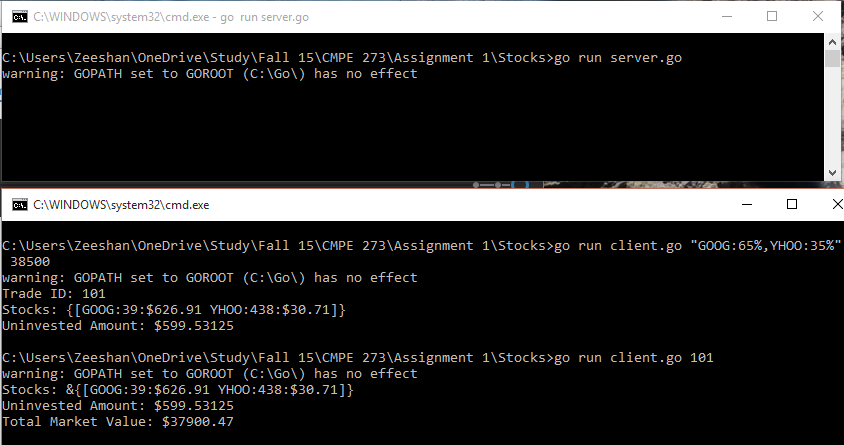 C:\WINDOWS\system32\cmd.exe - go  run server.go
C:\Users\Zeeshan\OneDrive\Study\Fall 15\CMPE 273\Assignment 1\Stocks>go run server.go
warning: GOPATH set to GOROOT (C:\Go\) has no effect
C:\WINDOWS\system32\cmd.exe
C:\Users\Zeeshan\OneDrive\Study\Fall 15\CMPE 273\Assignment 1\Stocks>go run client.go "GOOG:65%,YHOO:35%"
 38500
warning: GOPATH set to GOROOT (C:\Go\) has no effect
Trade ID: 101
Stocks: {[GOOG:39:$626.91 YHOO:438:$30.71]}
Uninvested Amount: $599.53125
C:\Users\Zeeshan\OneDrive\Study\Fall 15\CMPE 273\Assignment 1\Stocks>go run client.go 101
warning: GOPATH set to GOROOT (C:\Go\) has no effect
Stocks: &{[GOOG:39:$626.91 YHOO:438:$30.71]}
Uninvested Amount: $599.53125
Total Market Value: $37900.47